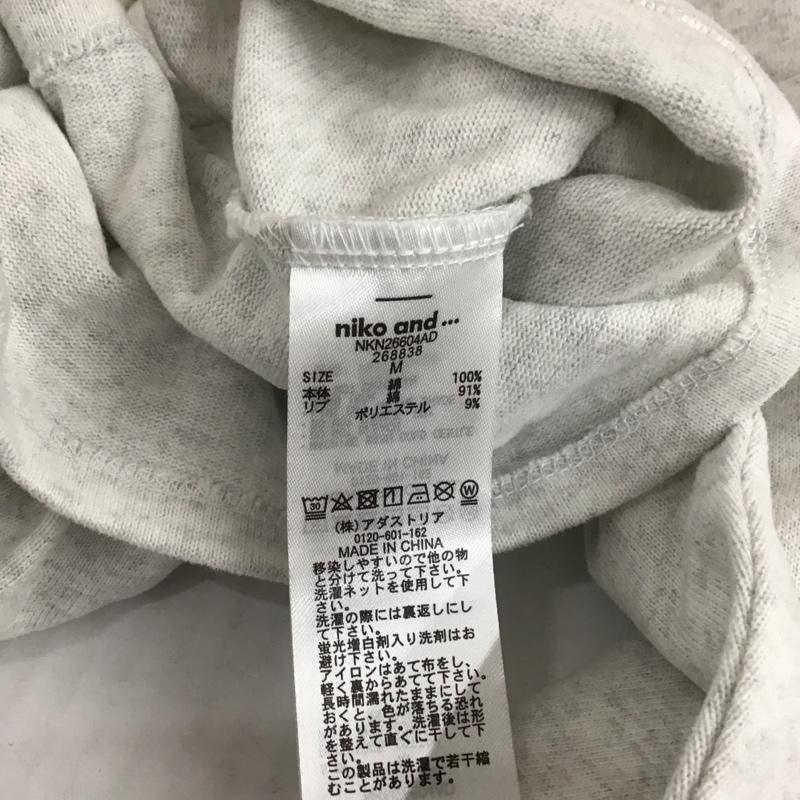 niko and ...
NKN26604AD
268838
SIZE M
本体 綿 100%
リブ 綿 91%
ポリエステル 9%
30 W
(株)アダストリア
0120-601-162
MADE IN CHINA
移染しやすいので他の物
と分けて洗って下さい。
洗濯ネットを使用して下
さい。
洗濯の際には裏返しにし
て下さい。
蛍光増白剤入り洗剤はお
避け下さい。
アイロンはあて布をし、
軽く裏からあてて下さい。
長時間濡れたままにして
おくと、色が落ちる恐れ
があります。洗濯後は形
を整えて直ぐに干して下
さい。
この製品は洗濯で若干縮
むことがあります。